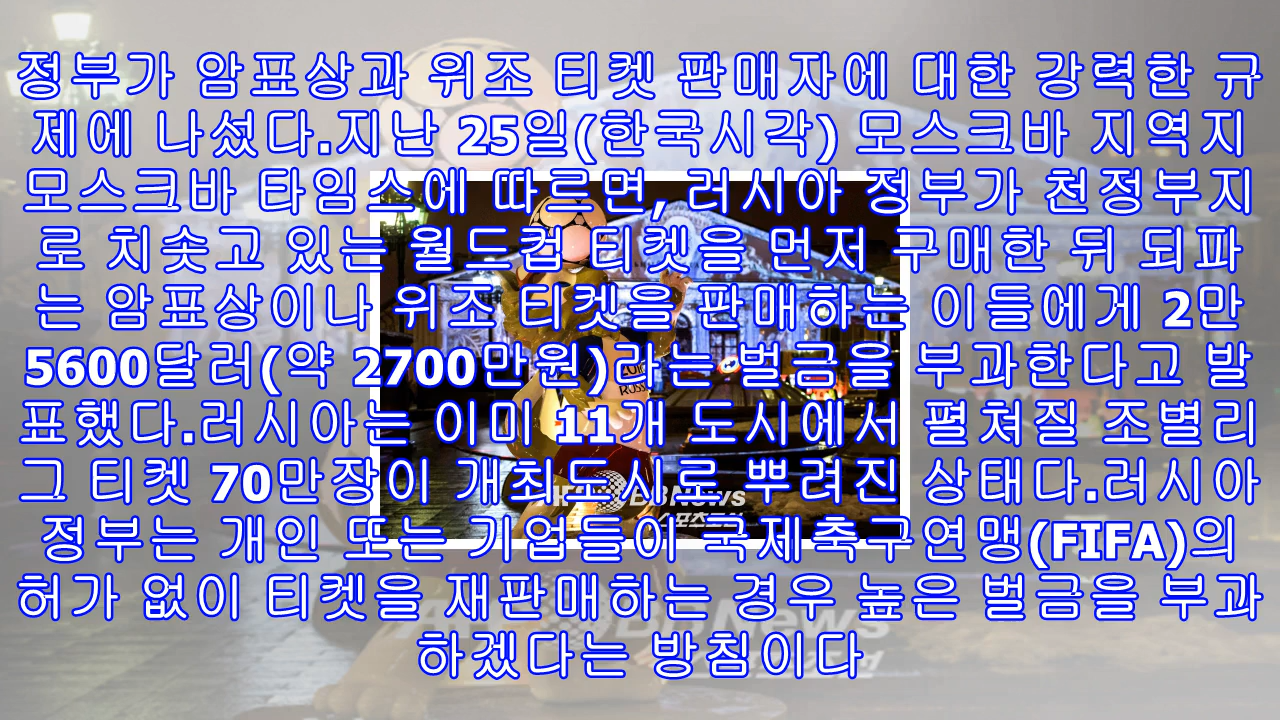 정부가 암표상과 위조 티켓 판매자에 대한 강력한 규
제에 나섰다.지난 25일(한국시각) 모스크바 지역지
모스크바 타임스에 따르면, 러시아 정부가 천정부지
로 치솟고 있는 월드컵 티켓을 먼저 구매한 뒤 되파
는 암표상이나 위조 티켓을 판매하는 이들에게 2만
5600달러(약 2700만원)라는 벌금을 부과한다고 발
표했다.러시아는 이미 11개 도시에서 펼쳐질 조별리
그 티켓 70만장이 개최도시로 뿌려진 상태다.러시아
정부는 개인 또는 기업들이 국제축구연맹(FIFA)의
허가 없이 티켓을 재판매하는 경우 높은 벌금을 부과
하겠다는 방침이다
RUSSIA
News